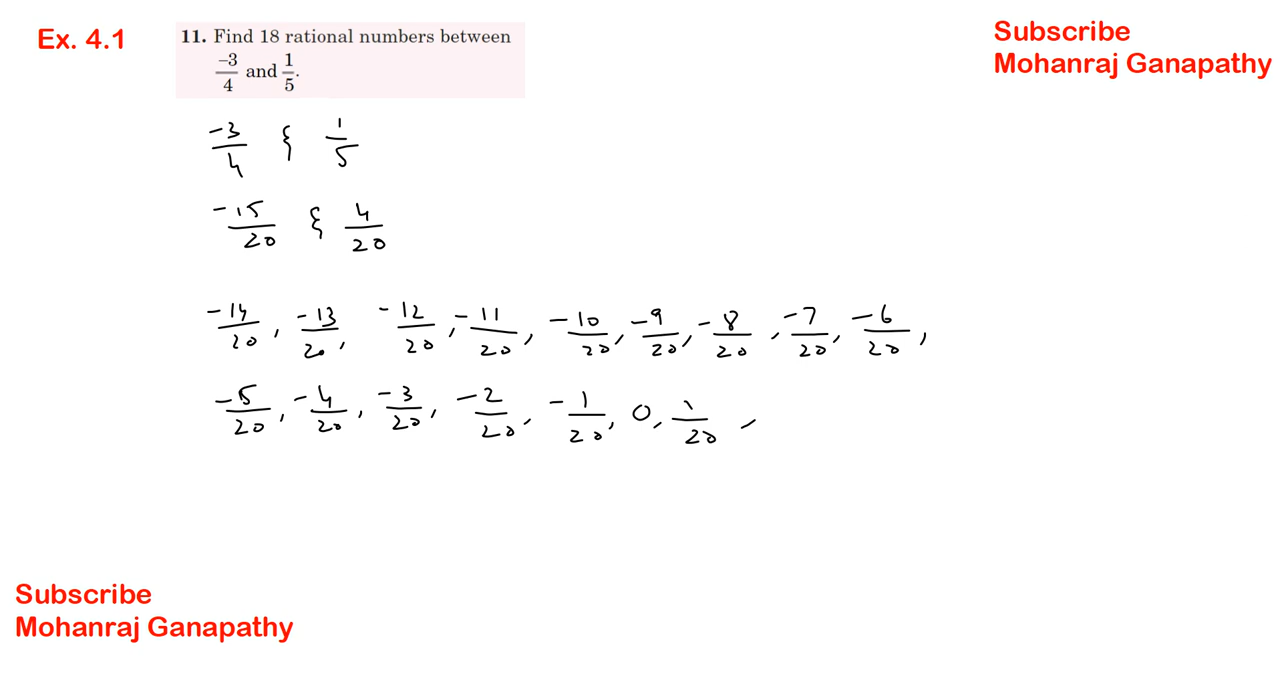 Ex. 4.1
11. Find 18 rational numbers between
-3/4 and 1/5.
Subscribe
Mohanraj Ganapathy
-3/4 & 1/5
-15/20 & 4/20
-14/20, -13/20, -12/20, -11/20, -10/20, -9/20, -8/20, -7/20, -6/20,
-5/20, -4/20, -3/20, -2/20, -1/20, 0, 1/20,
Subscribe
Mohanraj Ganapathy